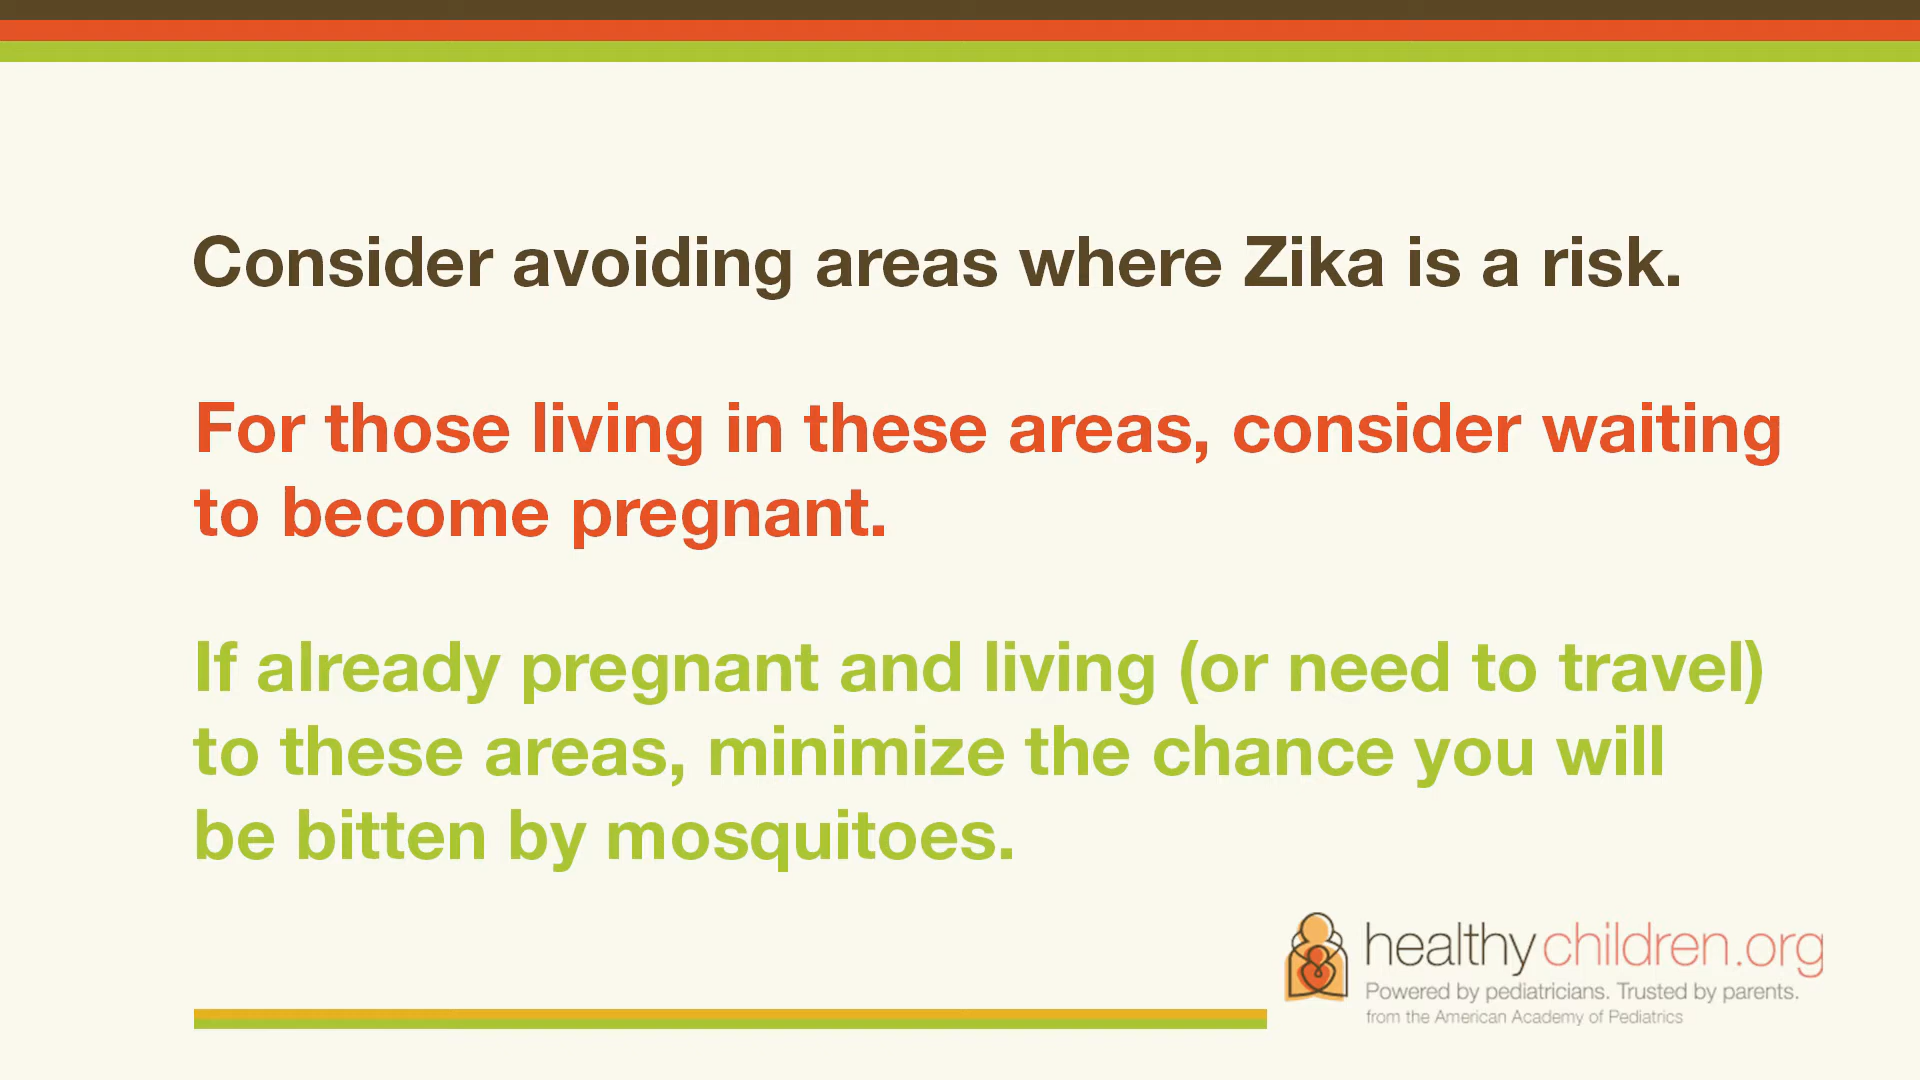 Consider avoiding areas where Zika is a risk.
For those living in these areas, consider waiting
to become pregnant.
If already pregnant and living (or need to travel)
to these areas, minimize the chance you will
be bitten by mosquitoes.
healthychildren.org
Powered by pediatricians. Trusted by parents.
from the American Academy of Pediatrics